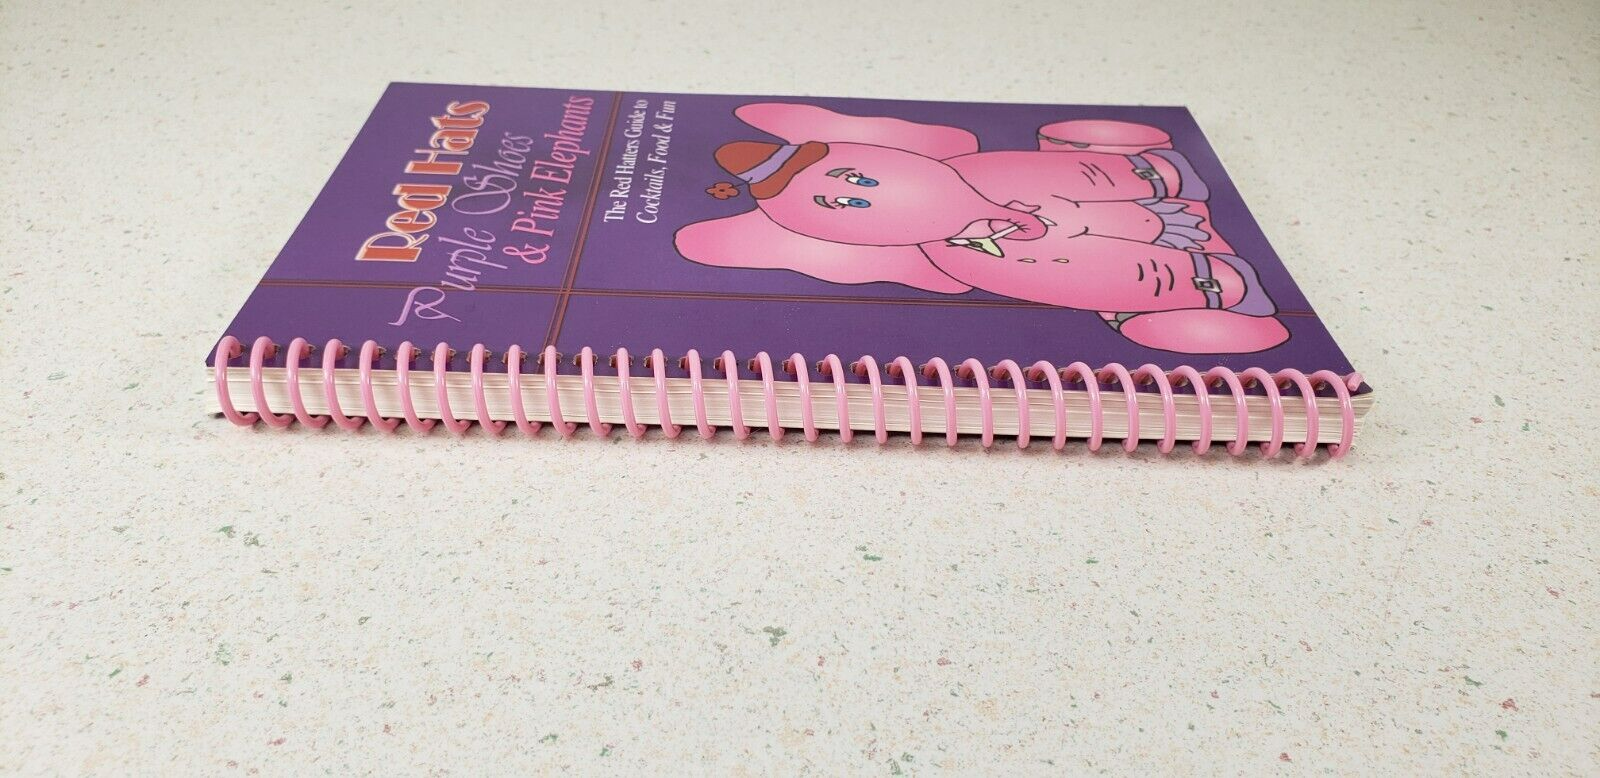 Red Hats
Purple Shoes
& Pink Elephants
The Red Hatters Guide to
Cocktails, Food & Fun